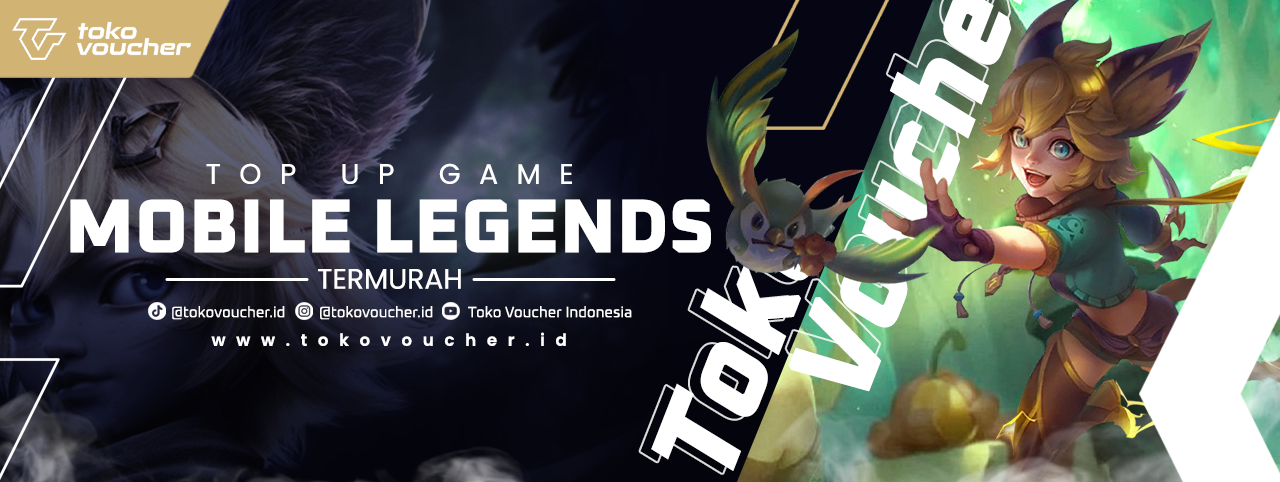 toko
voucher
TOP UP GAME
MOBILE LEGENDS
TERMURAH
@tokovoucher.id @tokovoucher.id Toko Voucher Indonesia
www.tokovoucher.id
Toko
Vouche